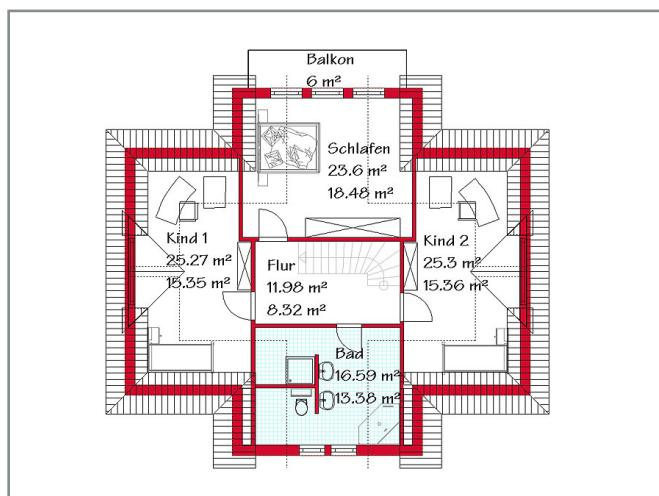 Balkon
6 m²
Schlafen
23.6 m²
18.48 m²
Kind 1
25.27 m²
15.35 m²
Kind 2
25.3 m²
15.36 m²
Flur
11.98 m²
8.32 m²
Bad
16.59 m²
13.38 m²